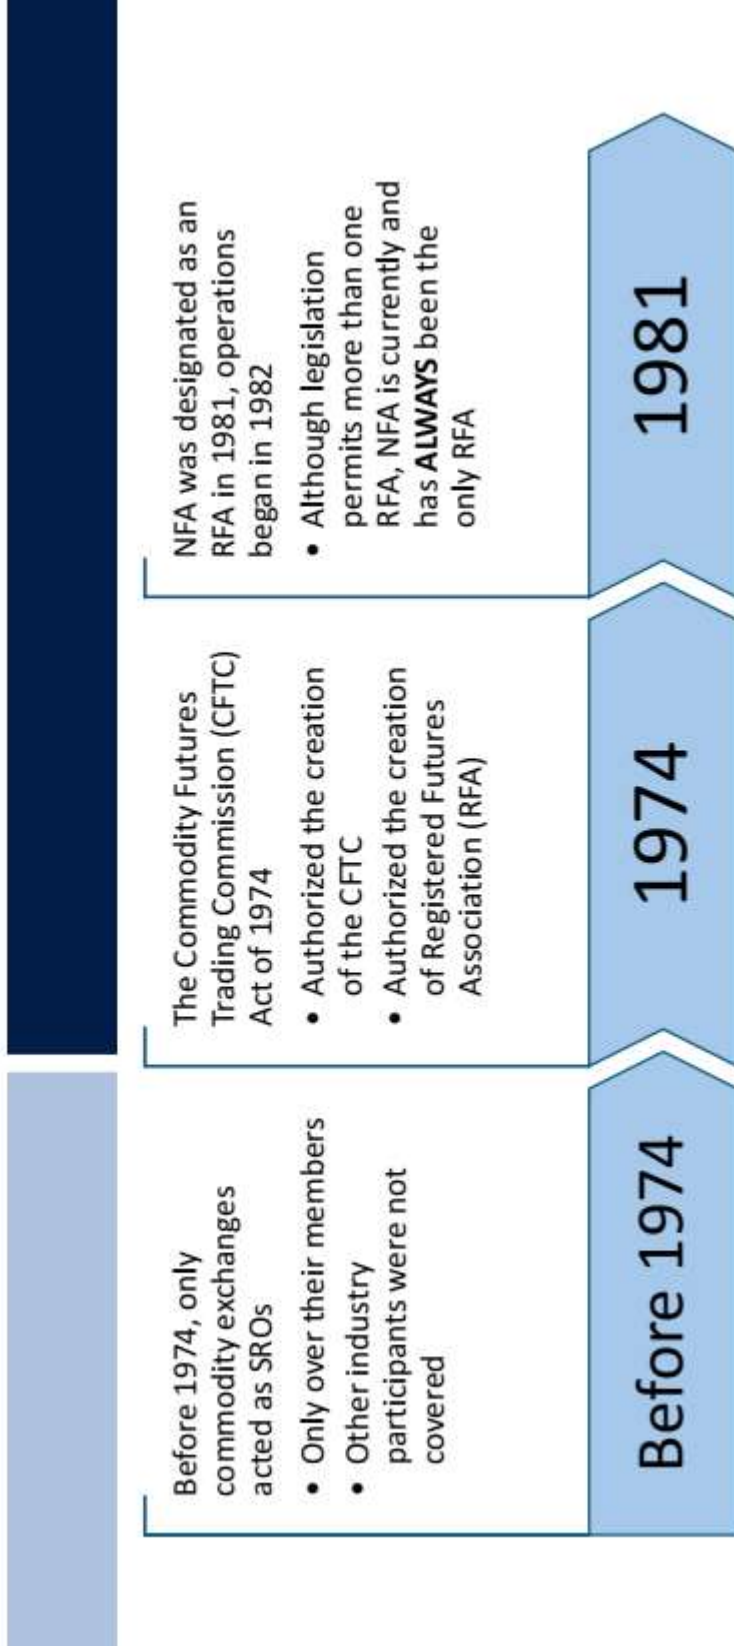 Before 1974, only
commodity exchanges
acted as SROs
• Only over their members
• Other industry
participants were not
covered
Before 1974
The Commodity Futures
Trading Commission (CFTC)
Act of 1974
• Authorized the creation
of the CFTC
• Authorized the creation
of Registered Futures
Association (RFA)
1974
NFA was designated as an
RFA in 1981, operations
began in 1982
• Although legislation
permits more than one
RFA, NFA is currently and
has ALWAYS been the
only RFA
1981